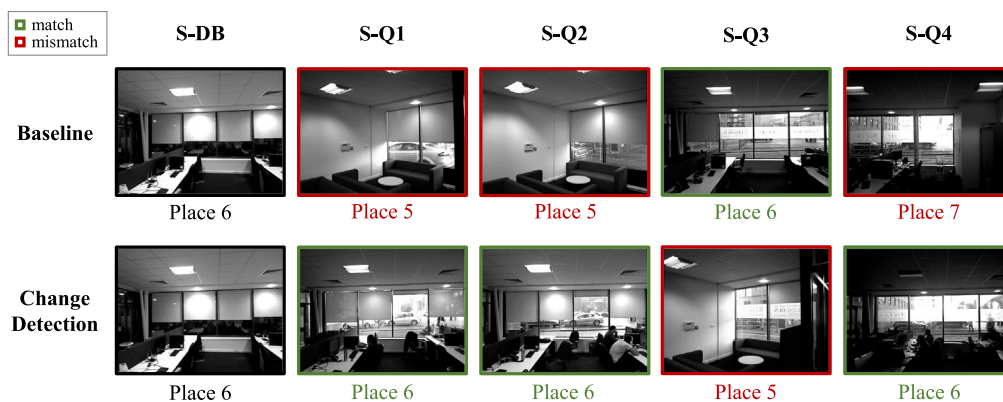 match
mismatch
S-DB
S-Q1
S-Q2
S-Q3
S-Q4
Baseline
Place 6
Place 5
Place 5
Place 6
Place 7
Change
Detection
Place 6
Place 6
Place 6
Place 5
Place 6